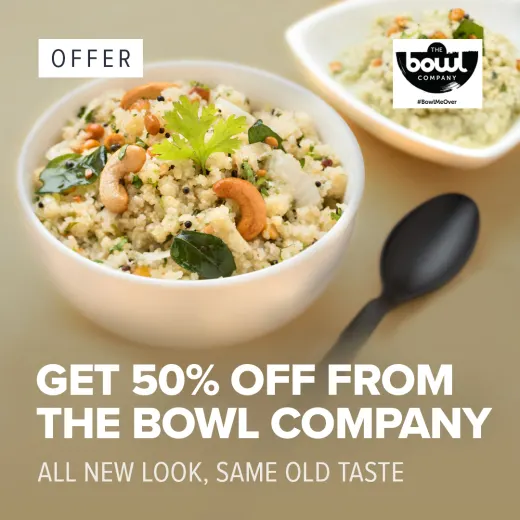 OFFER
THE
bowl
COMPANY
#BowlMeOver
GET 50% OFF FROM
THE BOWL COMPANY
ALL NEW LOOK, SAME OLD TASTE